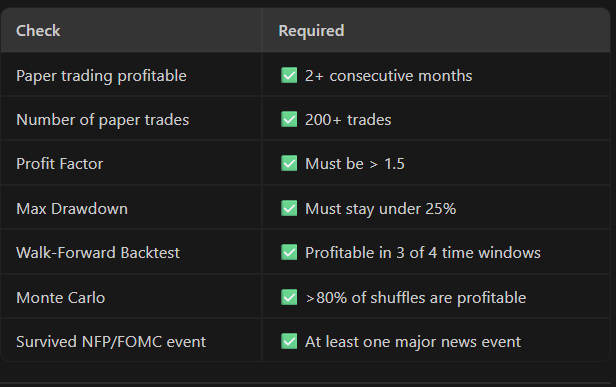 Check Required
Paper trading profitable ✅ 2+ consecutive months
Number of paper trades ✅ 200+ trades
Profit Factor ✅ Must be > 1.5
Max Drawdown ✅ Must stay under 25%
Walk-Forward Backtest ✅ Profitable in 3 of 4 time windows
Monte Carlo ✅ >80% of shuffles are profitable
Survived NFP/FOMC event ✅ At least one major news event